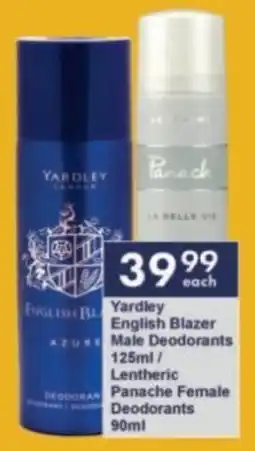 YARDLEY
LONDON
Panach
LA BELLE VIE
ENGLISH BLA
AZURE
DEODORAN
39 99
each
Yardley
English Blazer
Male Deodorants
125ml /
Lentheric
Panache Female
Deodorants
90ml